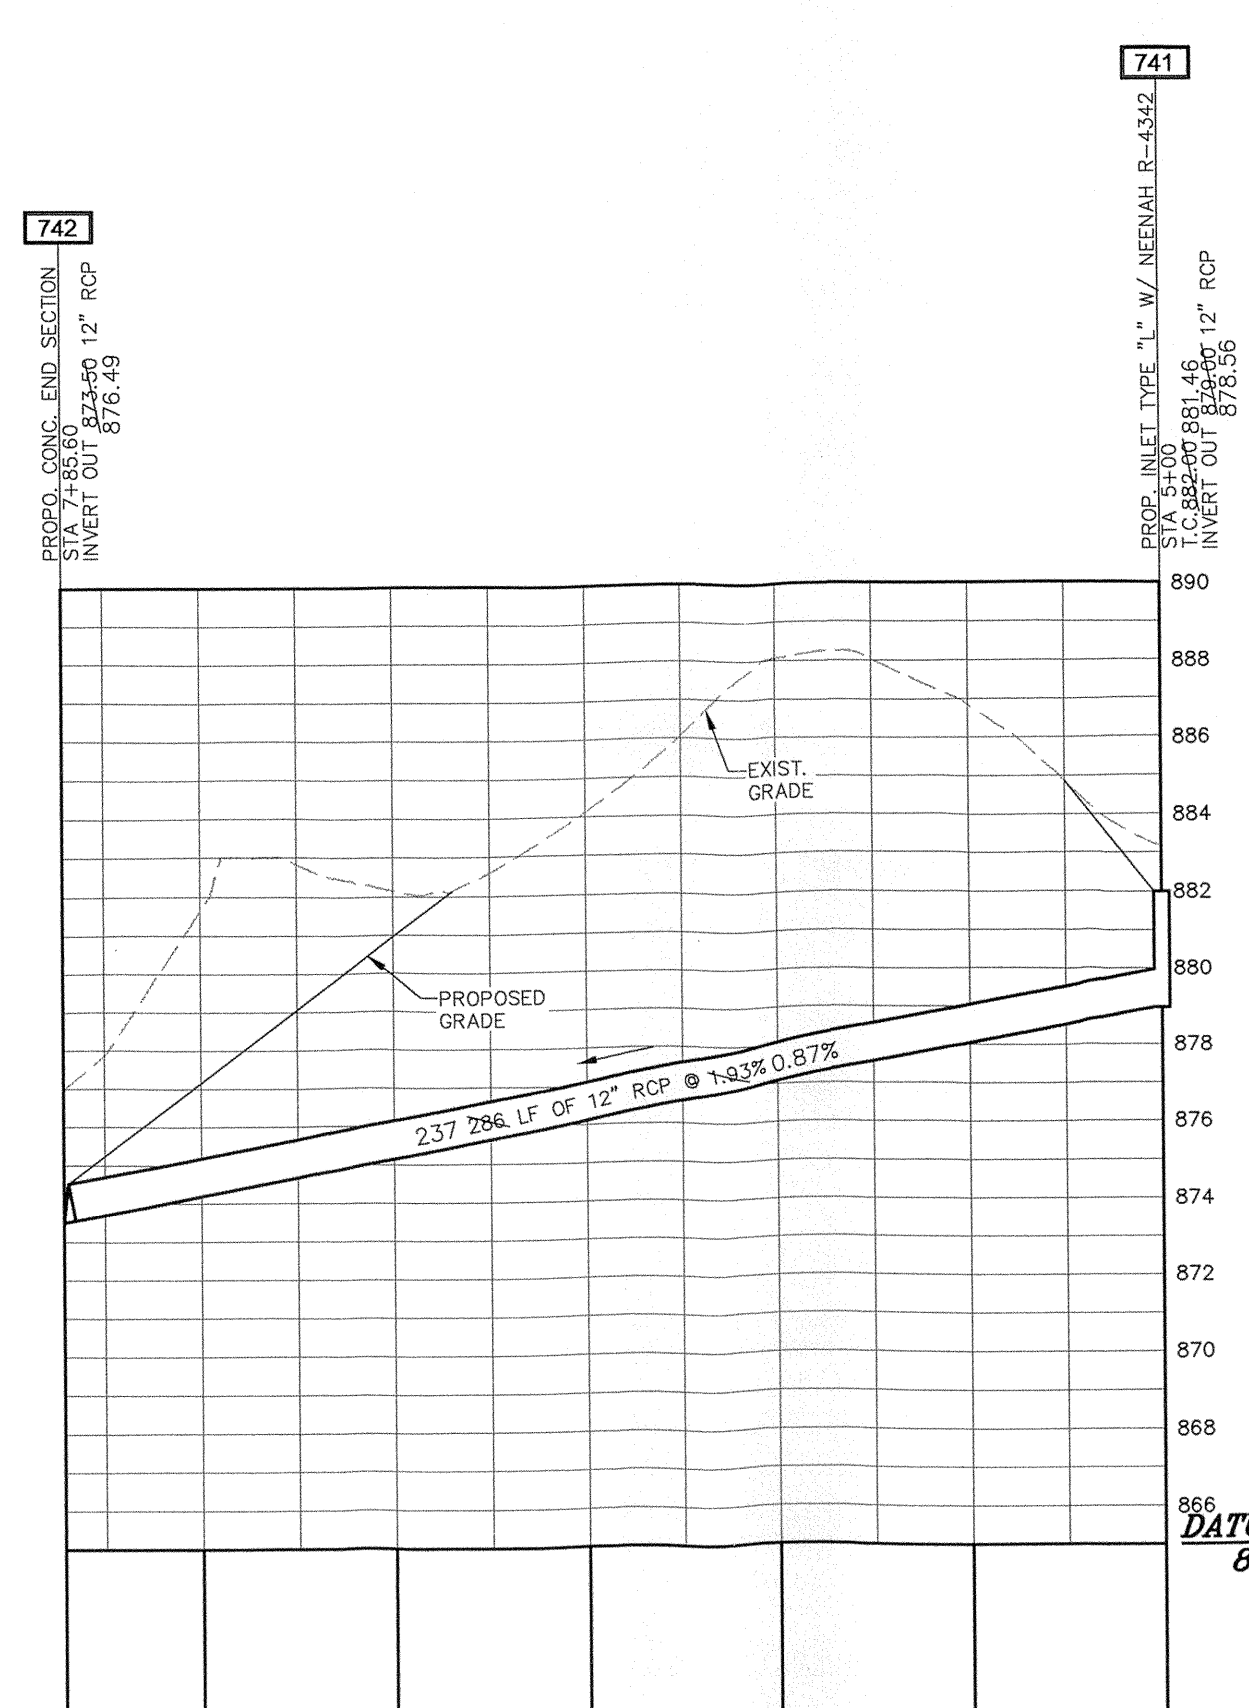 741
PROP. INLET TYPE "L" W/ NEENAH R-4342
STA 5+00
T.C. 882.00 881.46
INVERT OUT 879.00 12" RCP
878.56
742
PROPO. CONC. END SECTION
STA 7+85.60
INVERT OUT 873.50 12" RCP
876.49
890
888
886
EXIST.
GRADE
884
882
880
PROPOSED
GRADE
878
237 286 LF OF 12" RCP @ 1.93% 0.87%
876
874
872
870
868
866
8